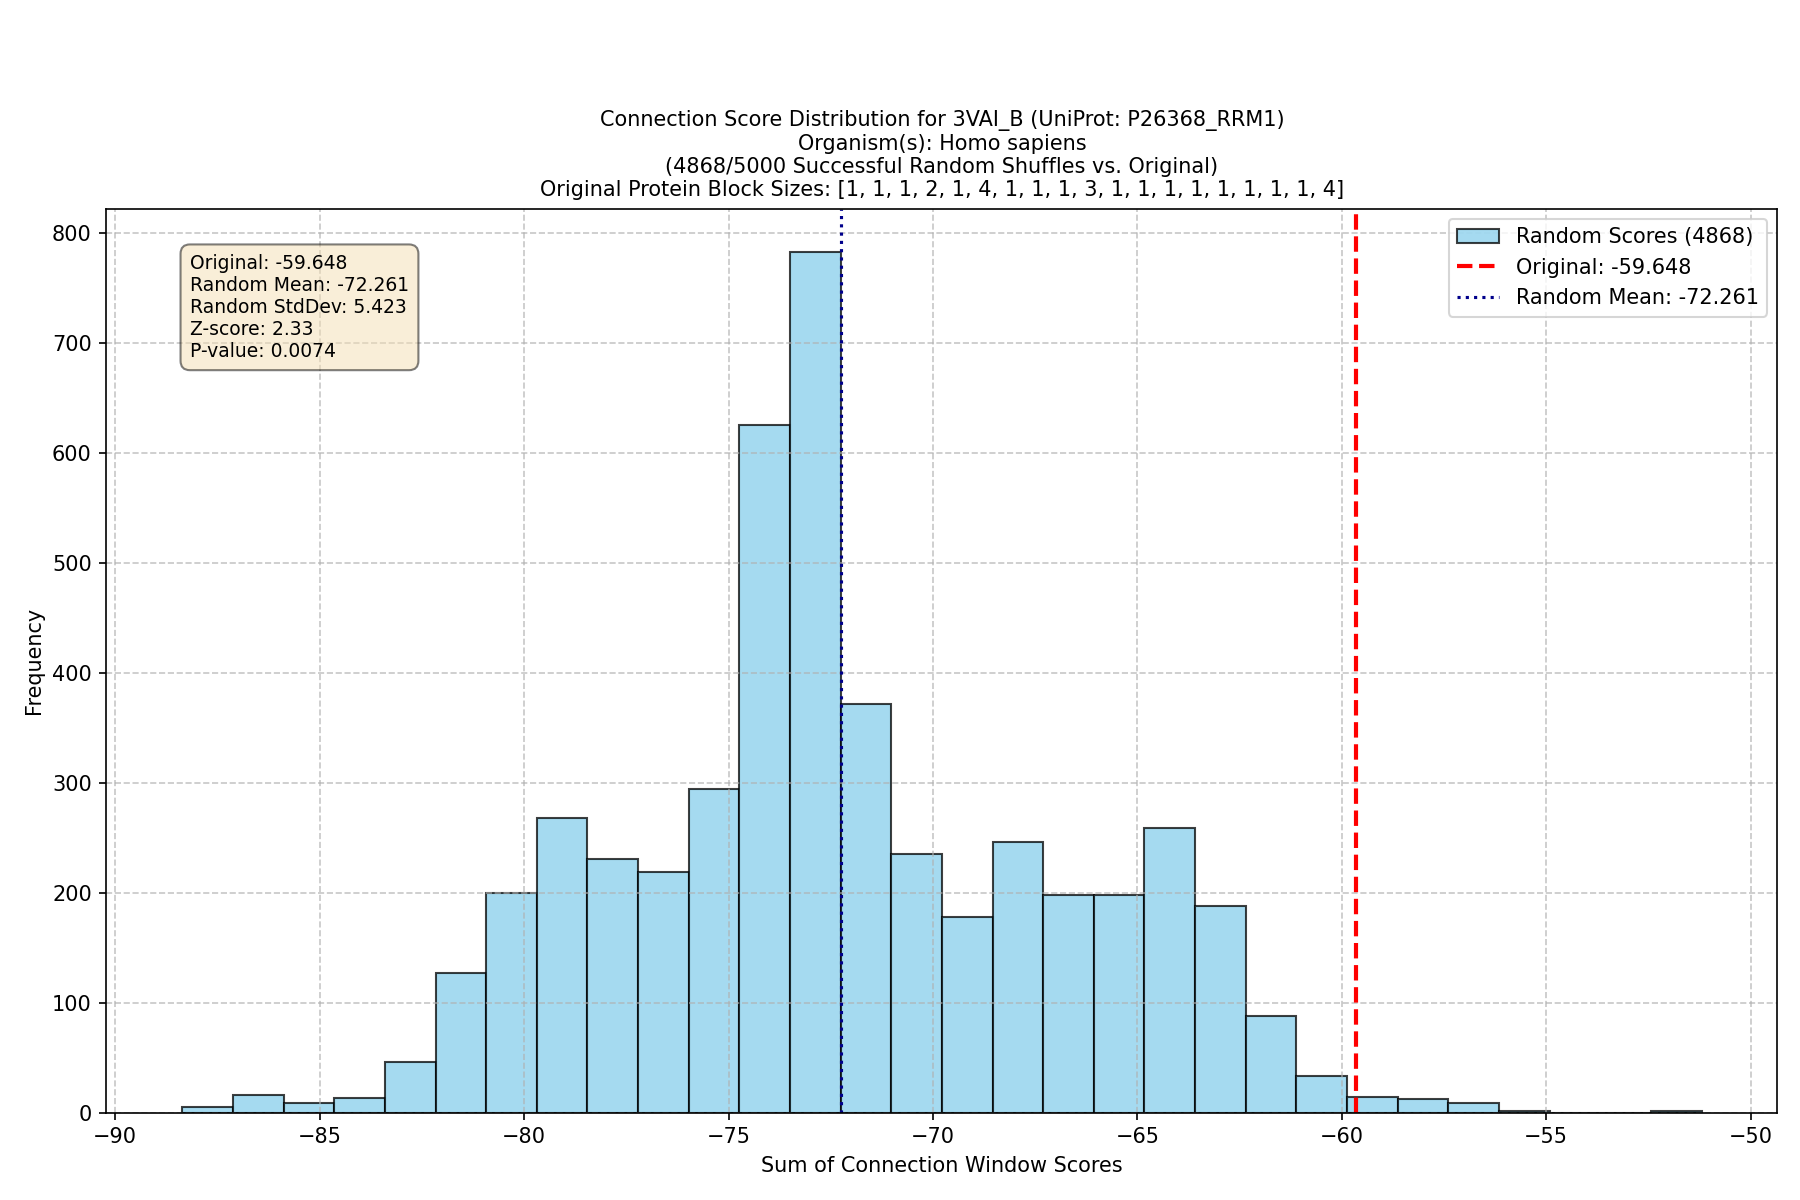 Connection Score Distribution for 3VAI_B (UniProt: P26368_RRM1)
Organism(s): Homo sapiens
(4868/5000 Successful Random Shuffles vs. Original)
Original Protein Block Sizes: [1, 1, 1, 2, 1, 4, 1, 1, 1, 3, 1, 1, 1, 1, 1, 1, 1, 1, 4]
Original: -59.648
Random Mean: -72.261
Random StdDev: 5.423
Z-score: 2.33
P-value: 0.0074
Random Scores (4868)
Original: -59.648
Random Mean: -72.261
Frequency
800
700
600
500
400
300
200
100
0
−90 −85 −80 −75 −70 −65 −60 −55 −50
Sum of Connection Window Scores